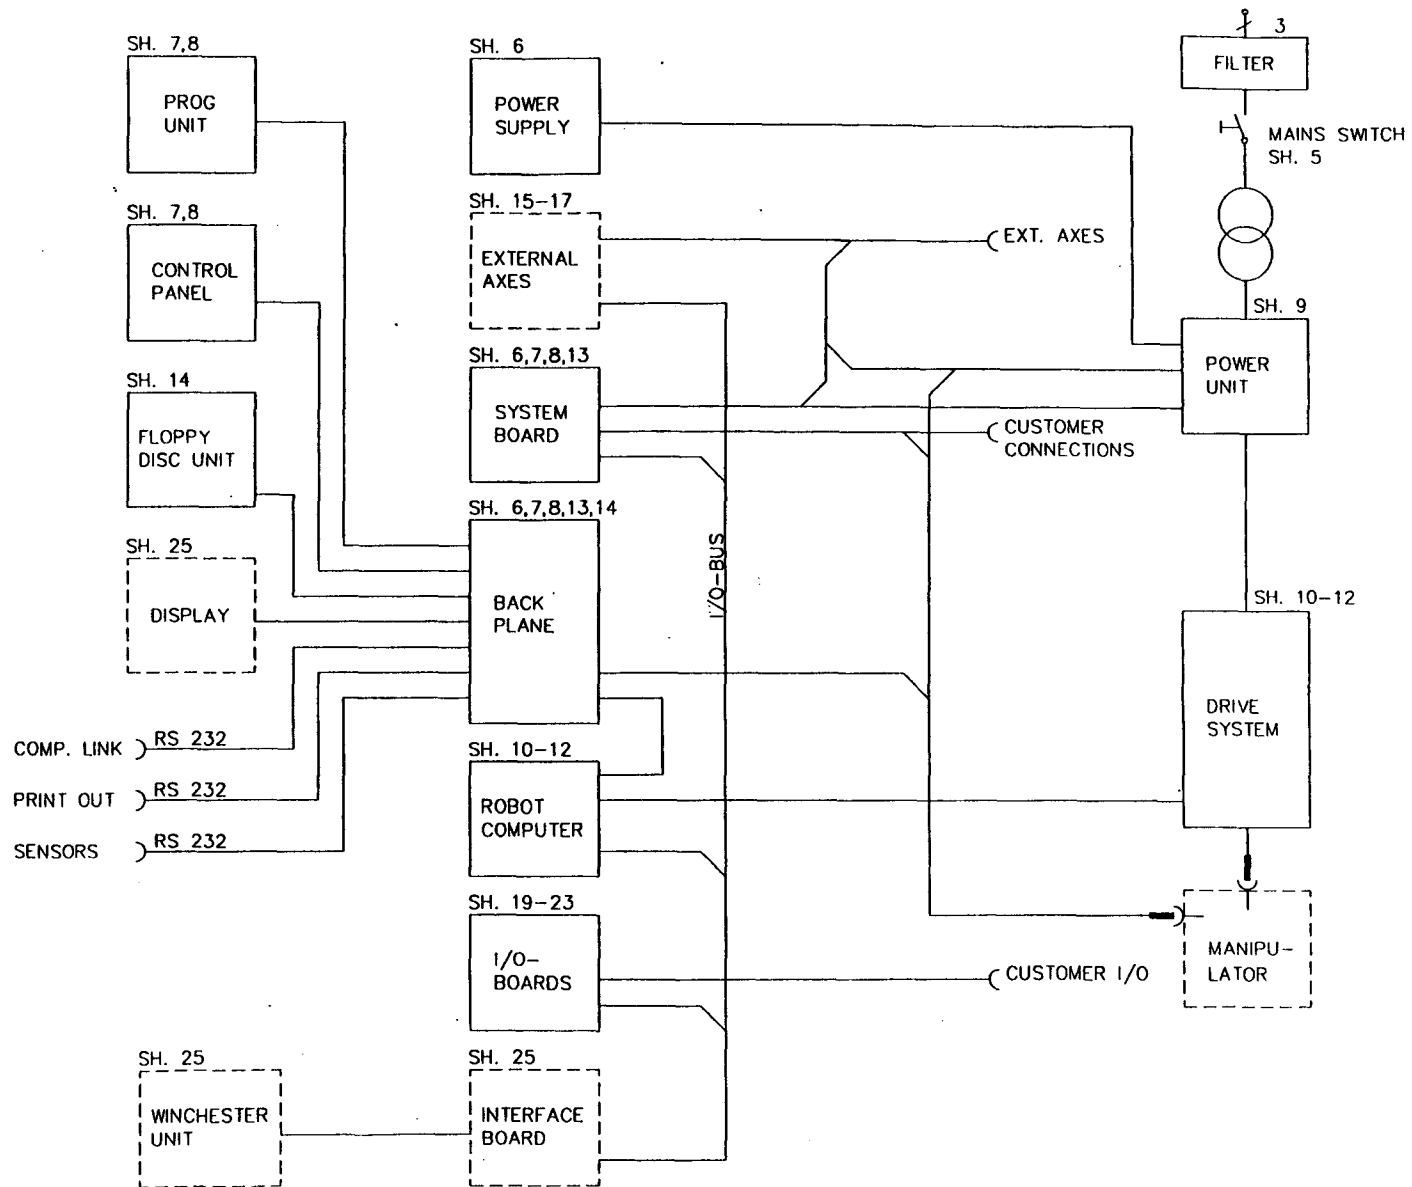 SH. 7,8
PROG
UNIT
SH. 7,8
CONTROL
PANEL
SH. 14
FLOPPY
DISC UNIT
SH. 25
DISPLAY
COMP. LINK
RS 232
PRINT OUT
RS 232
SENSORS
RS 232
SH. 25
WINCHESTER
UNIT
SH. 6
POWER
SUPPLY
SH. 15-17
EXTERNAL
AXES
SH. 6,7,8,13
SYSTEM
BOARD
SH. 6,7,8,13,14
BACK
PLANE
SH. 10-12
ROBOT
COMPUTER
SH. 19-23
I/O-
BOARDS
SH. 25
INTERFACE
BOARD
I/O-BUS
EXT. AXES
CUSTOMER
CONNECTIONS
CUSTOMER I/O
3
FILTER
MAINS SWITCH
SH. 5
SH. 9
POWER
UNIT
SH. 10-12
DRIVE
SYSTEM
MANIPU-
LATOR